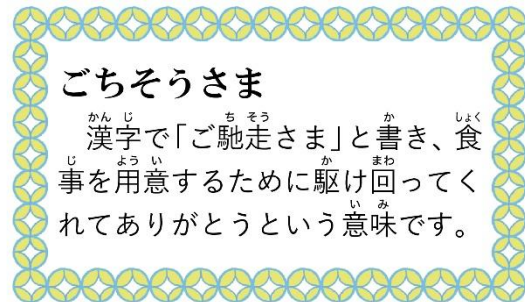 ごちそうさま
漢字で「ご馳走さま」と書き、食
事を用意するために駆け回ってく
れてありがとうという意味です。